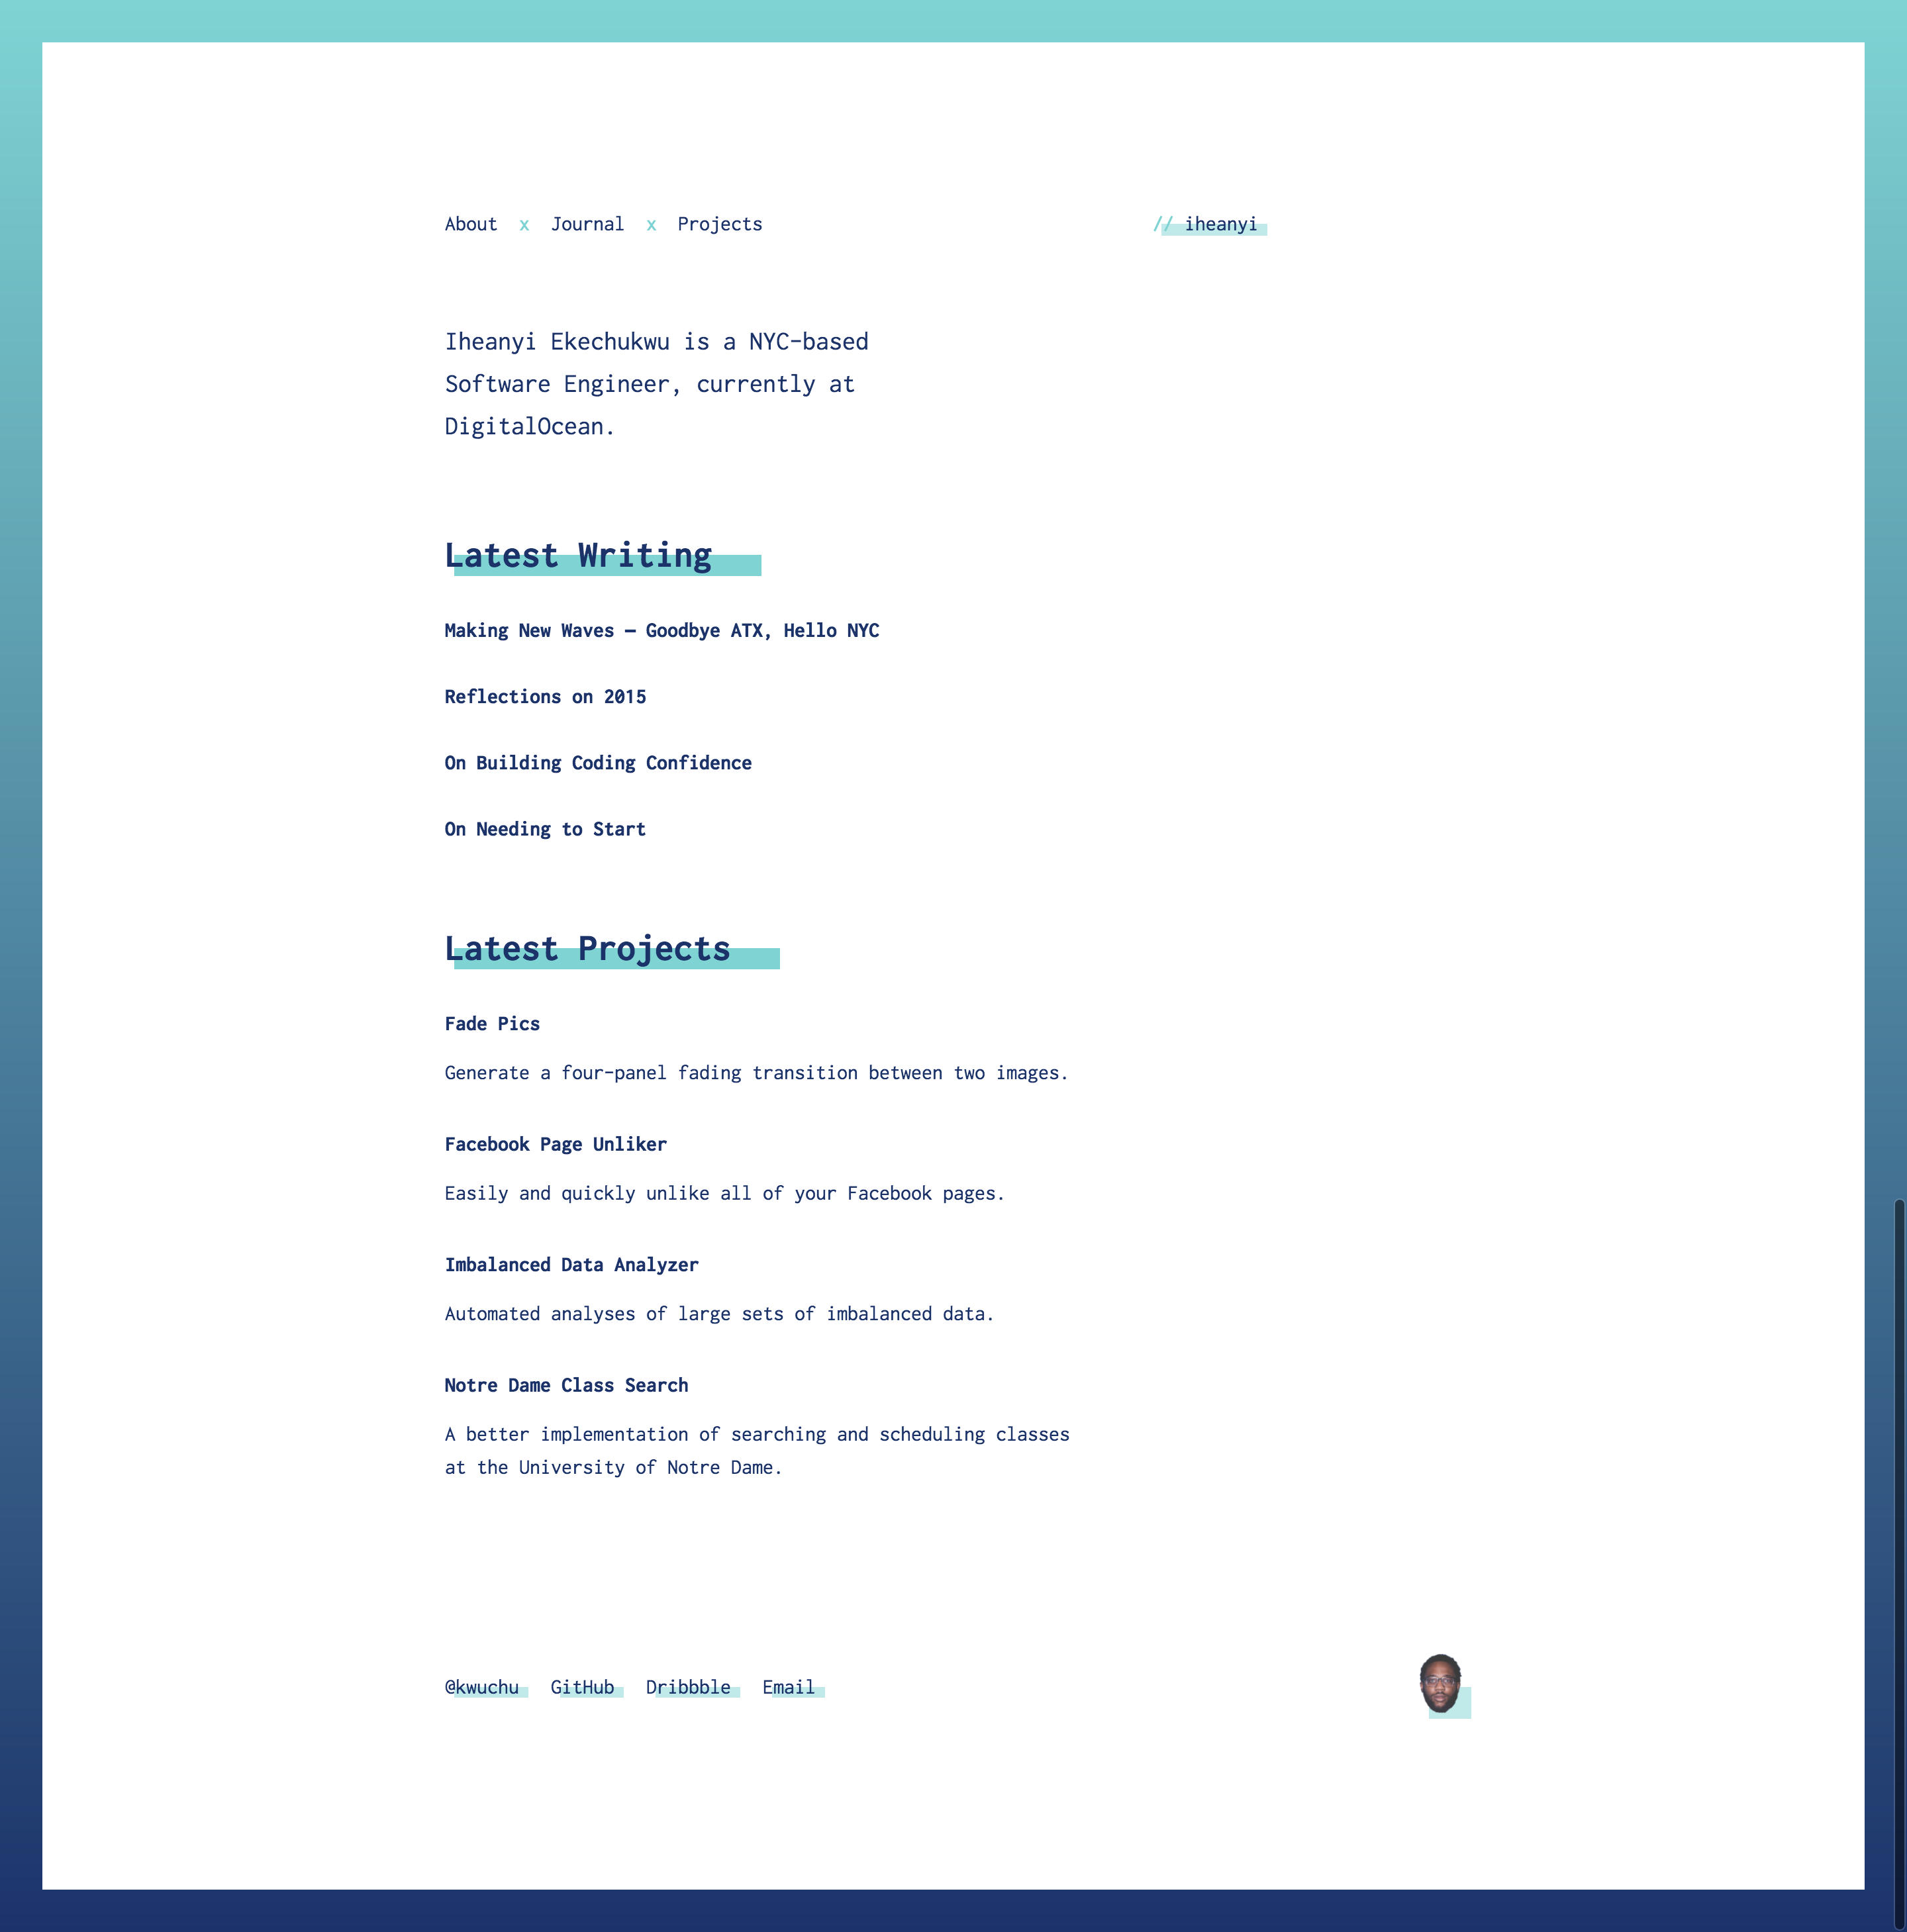 About x Journal x Projects // iheanyi
Iheanyi Ekechukwu is a NYC-based
Software Engineer, currently at
DigitalOcean.
Latest Writing
Making New Waves — Goodbye ATX, Hello NYC
Reflections on 2015
On Building Coding Confidence
On Needing to Start
Latest Projects
Fade Pics
Generate a four-panel fading transition between two images.
Facebook Page Unliker
Easily and quickly unlike all of your Facebook pages.
Imbalanced Data Analyzer
Automated analyses of large sets of imbalanced data.
Notre Dame Class Search
A better implementation of searching and scheduling classes
at the University of Notre Dame.
@kwuchu GitHub Dribbble Email